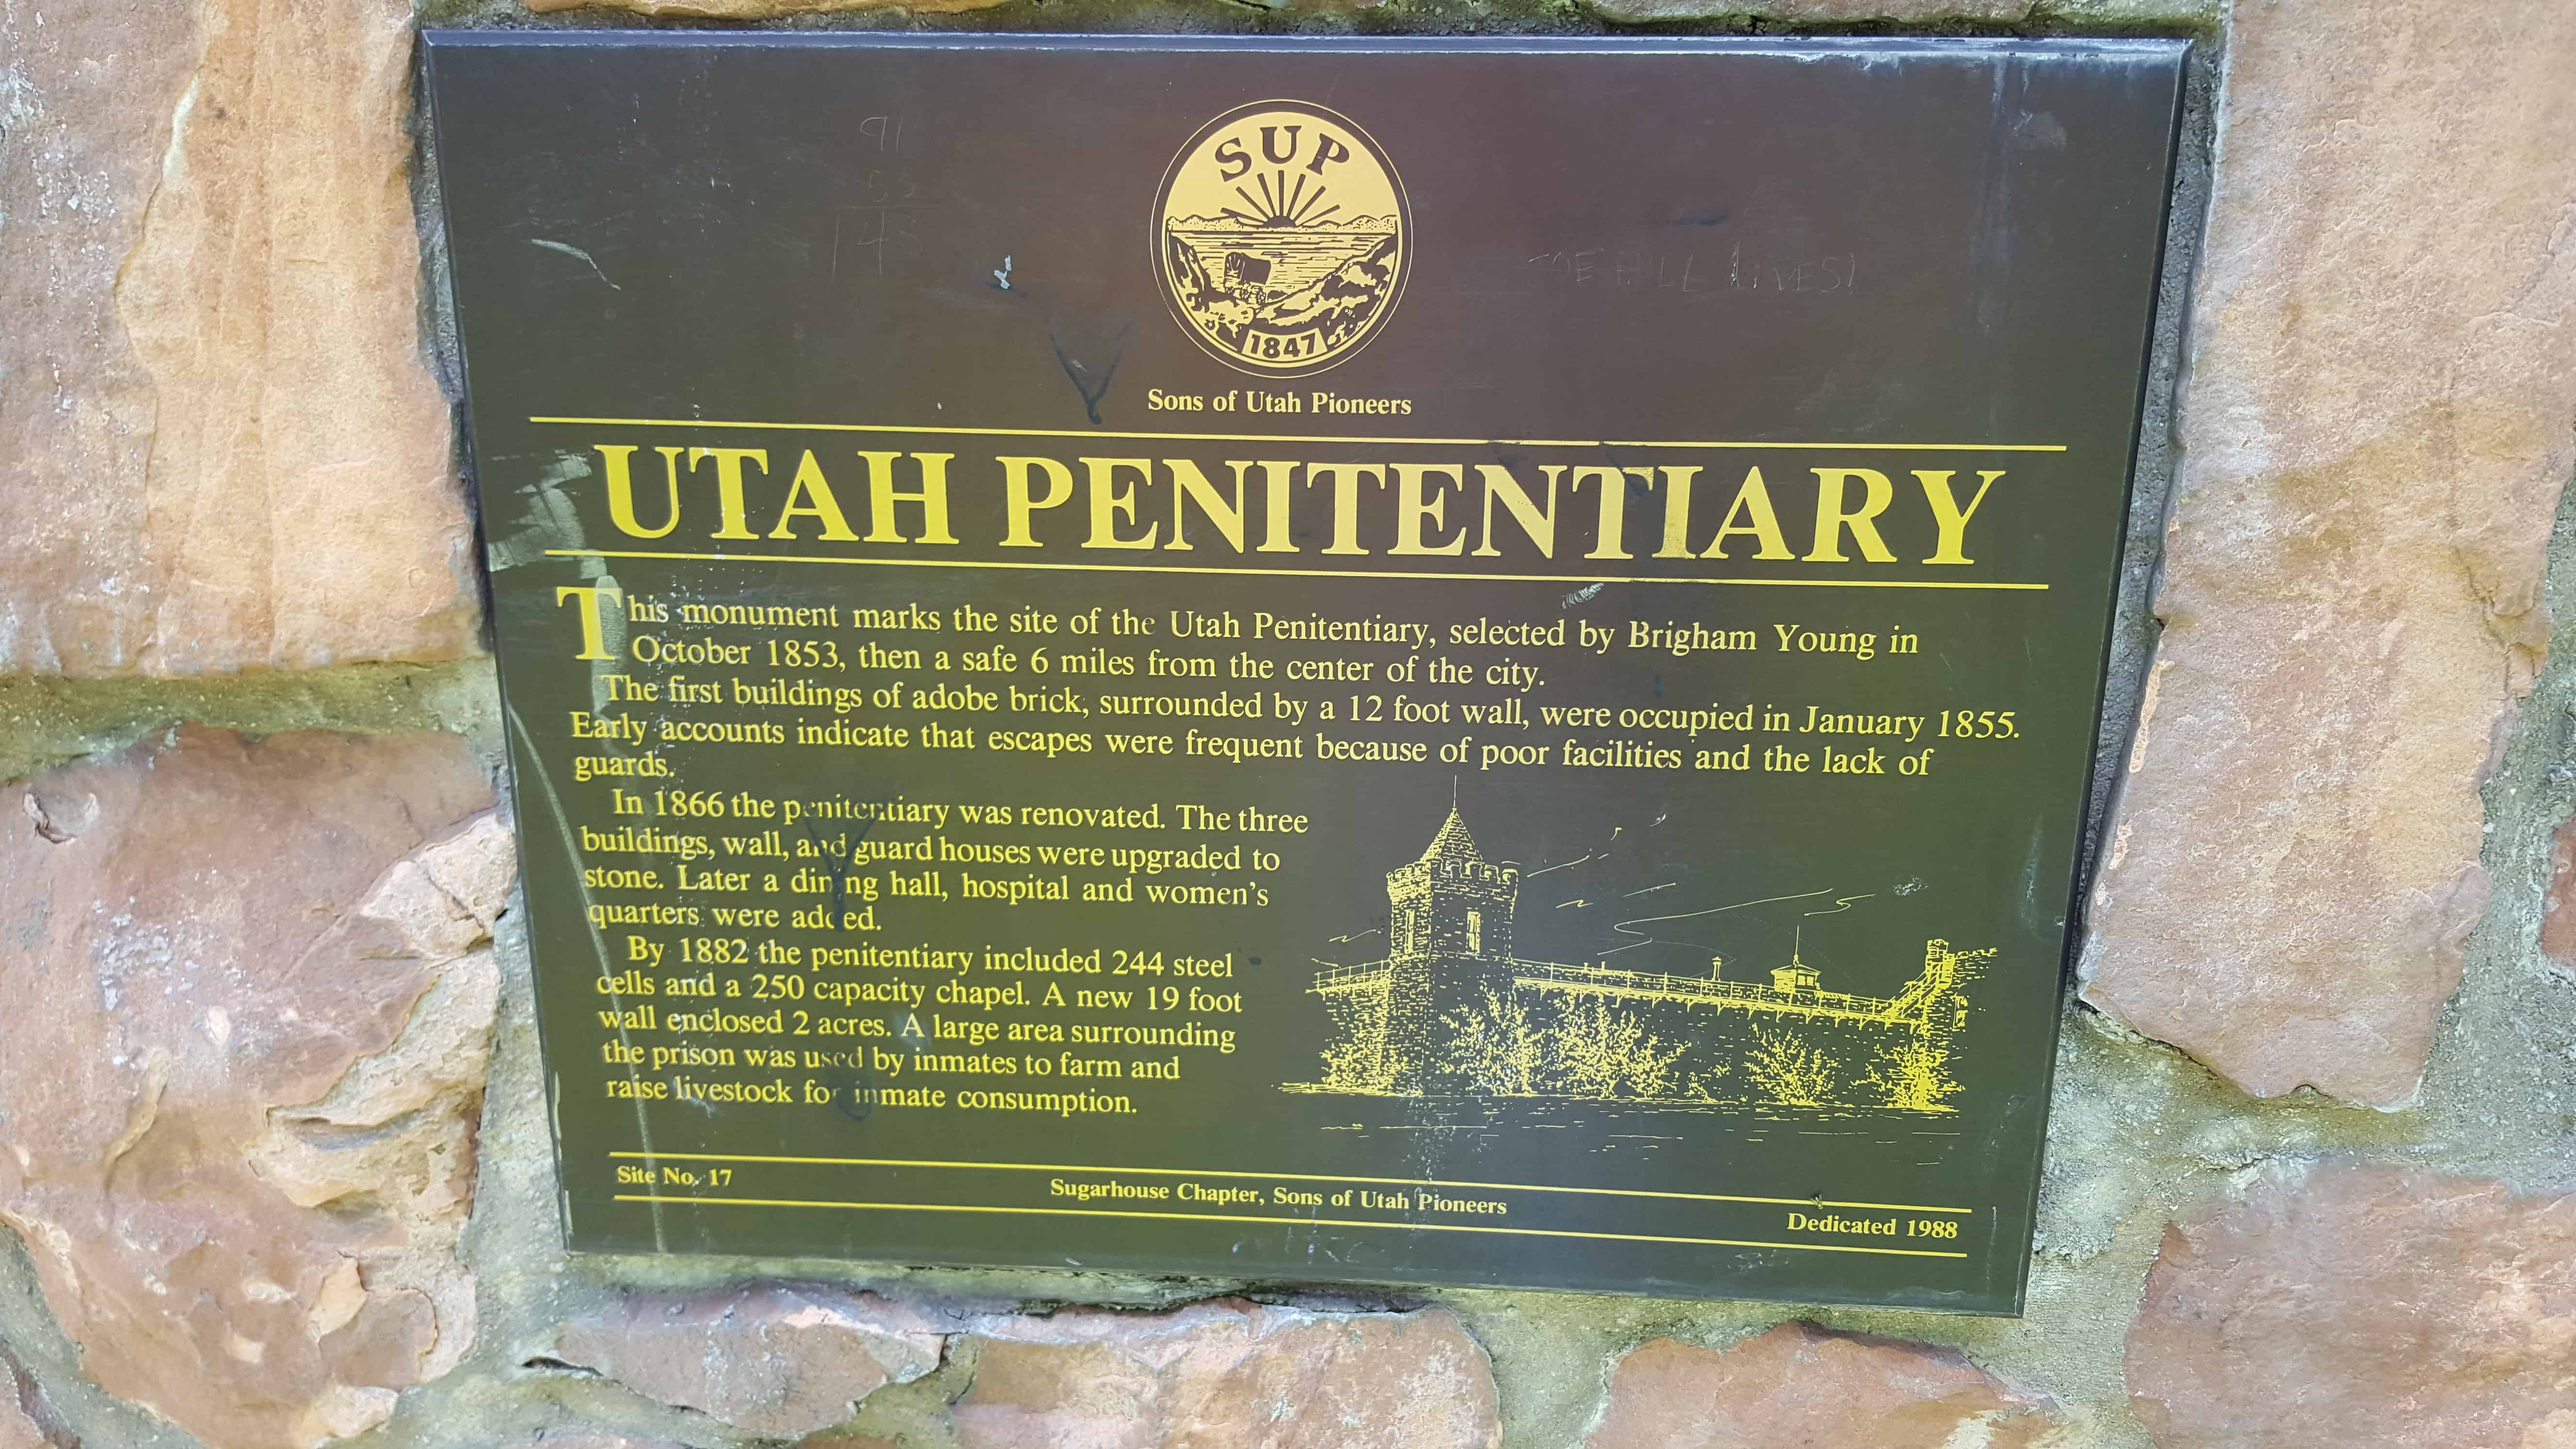 SUP
1847
Sons of Utah Pioneers
91
JOE HILL LIVES!
UTAH PENITENTIARY
This monument marks the site of the Utah Penitentiary, selected by Brigham Young in
October 1853, then a safe 6 miles from the center of the city.
The first buildings of adobe brick, surrounded by a 12 foot wall, were occupied in January 1855.
Early accounts indicate that escapes were frequent because of poor facilities and the lack of
guards.
In 1866 the penitentiary was renovated. The three
buildings, wall, and guard houses were upgraded to
stone. Later a dining hall, hospital and women's
quarters were added.
By 1882 the penitentiary included 244 steel
cells and a 250 capacity chapel. A new 19 foot
wall enclosed 2 acres. A large area surrounding
the prison was used by inmates to farm and
raise livestock for inmate consumption.
Site No. 17
Sugarhouse Chapter, Sons of Utah Pioneers
Dedicated 1988